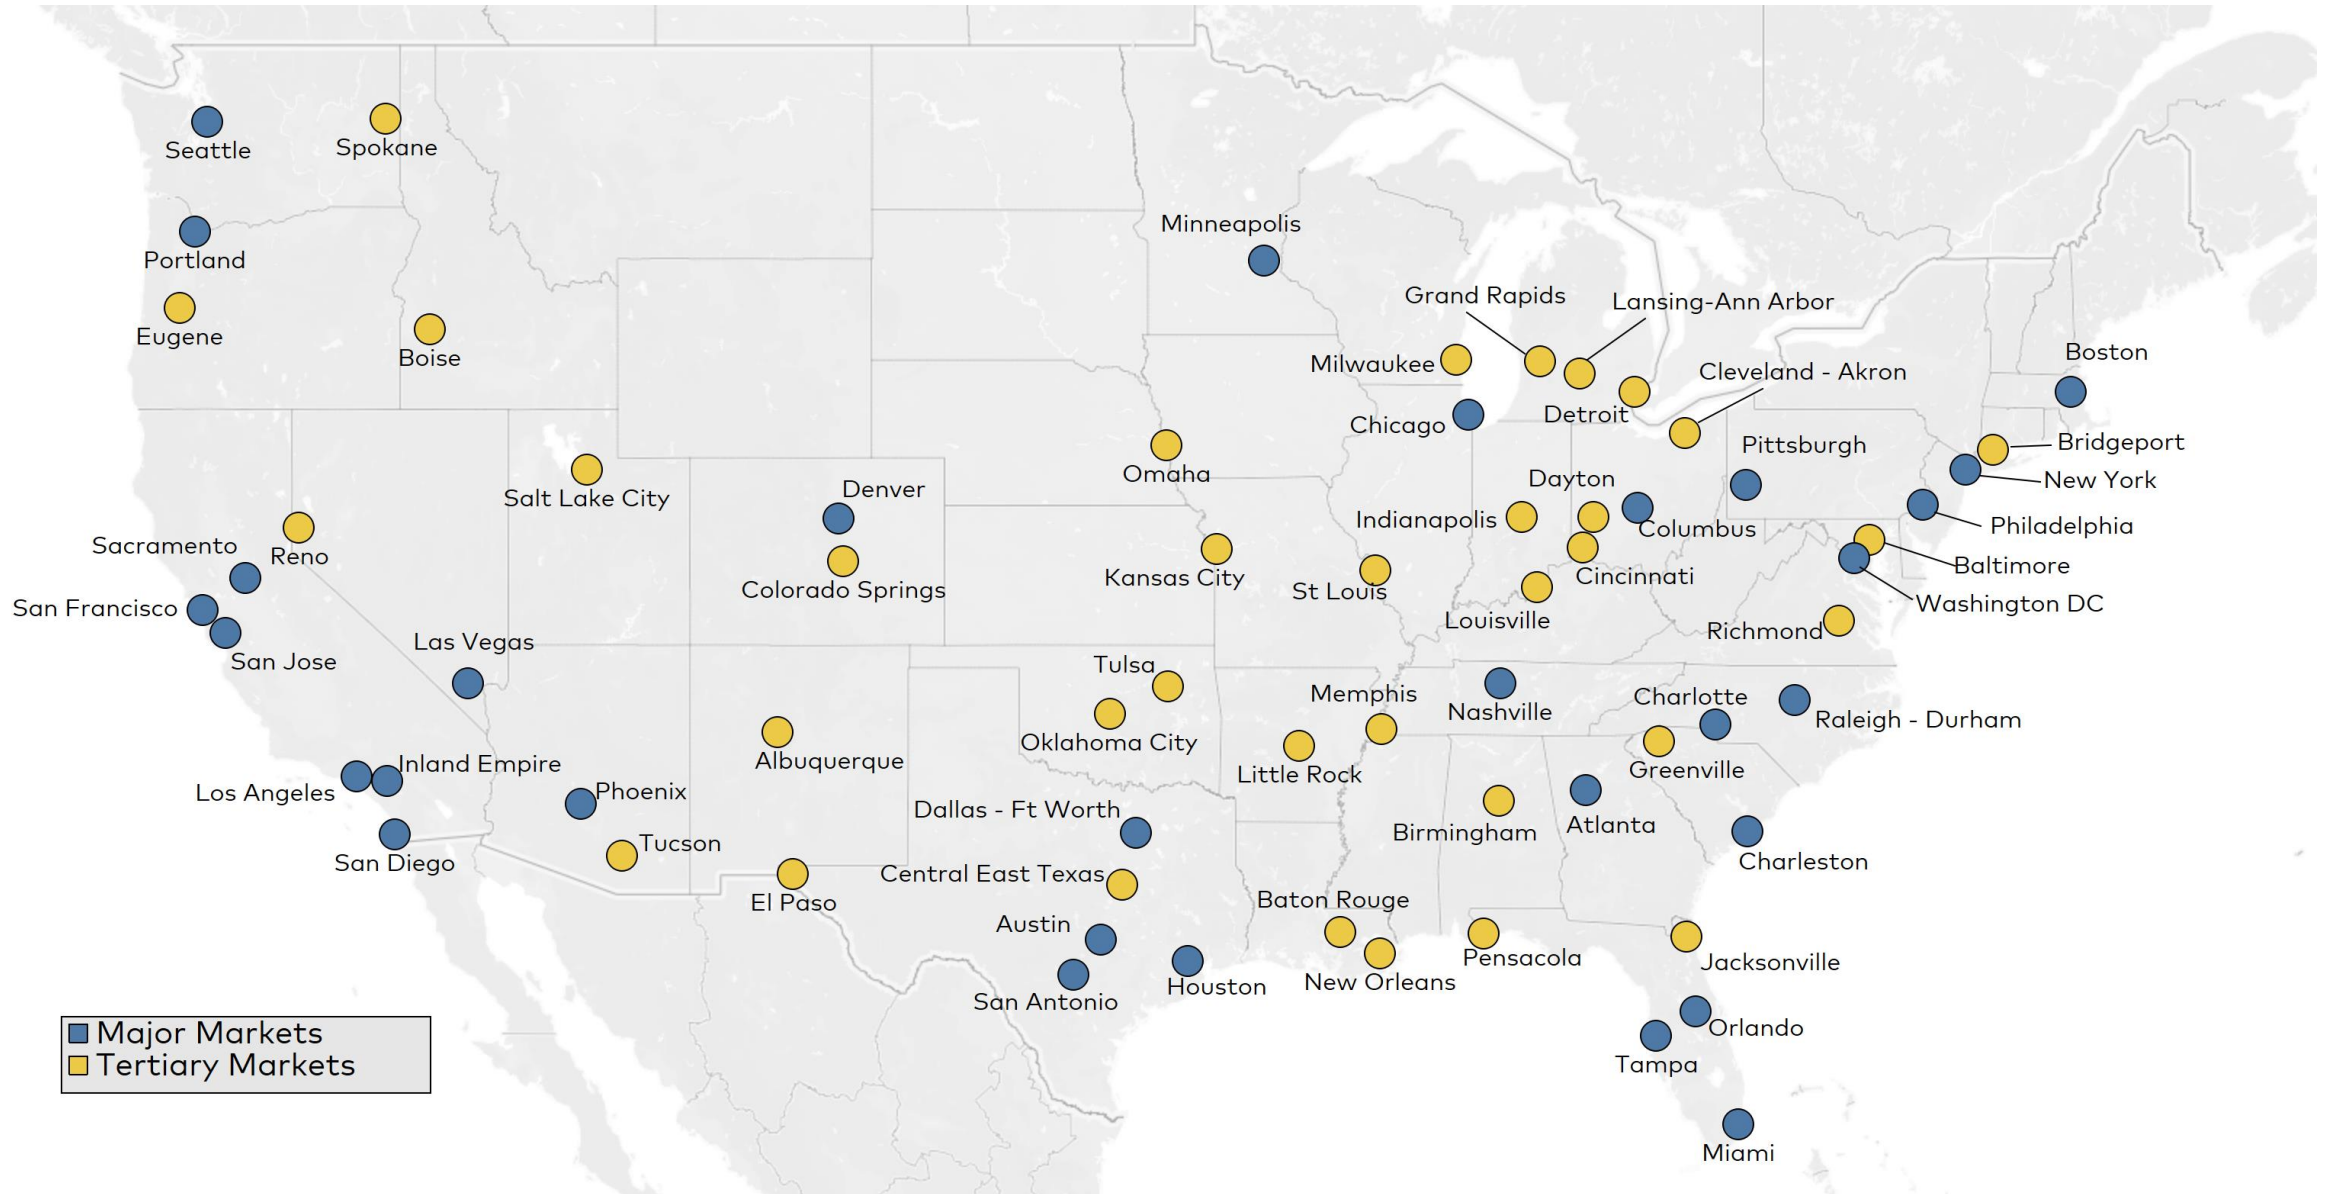 Seattle
Spokane
Portland
Eugene
Boise
Minneapolis
Grand Rapids
Lansing-Ann Arbor
Milwaukee
Chicago
Detroit
Cleveland - Akron
Boston
Pittsburgh
Bridgeport
New York
Philadelphia
Baltimore
Washington DC
Omaha
Dayton
Indianapolis
Columbus
Cincinnati
Salt Lake City
Denver
Colorado Springs
Kansas City
St Louis
Louisville
Richmond
Sacramento
Reno
San Francisco
San Jose
Las Vegas
Tulsa
Oklahoma City
Memphis
Little Rock
Nashville
Charlotte
Raleigh - Durham
Greenville
Albuquerque
Inland Empire
Los Angeles
Phoenix
San Diego
Tucson
El Paso
Dallas - Ft Worth
Central East Texas
Austin
San Antonio
Houston
Birmingham
Atlanta
Charleston
Baton Rouge
New Orleans
Pensacola
Jacksonville
Orlando
Tampa
Miami
Major Markets
Tertiary Markets